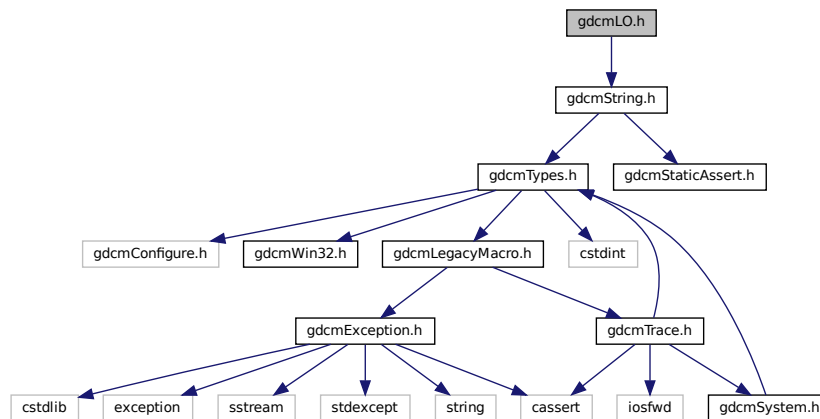 gdcmLO.h
gdcmString.h
gdcmTypes.h
gdcmStaticAssert.h
gdcmConfigure.h
gdcmWin32.h
gdcmLegacyMacro.h
cstdint
gdcmException.h
gdcmTrace.h
cstdlib
exception
sstream
stdexcept
string
cassert
iosfwd
gdcmSystem.h